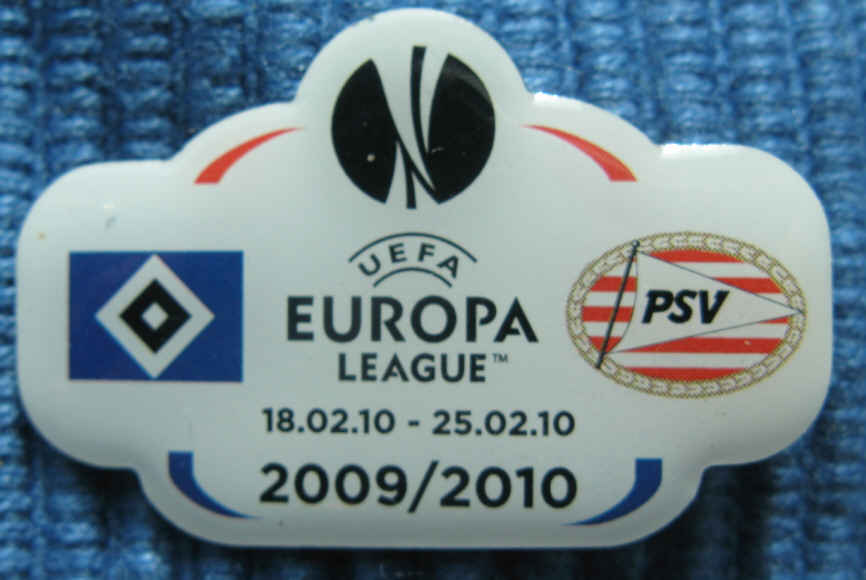 UEFA
EUROPA
LEAGUE™
PSV
18.02.10 - 25.02.10
2009/2010